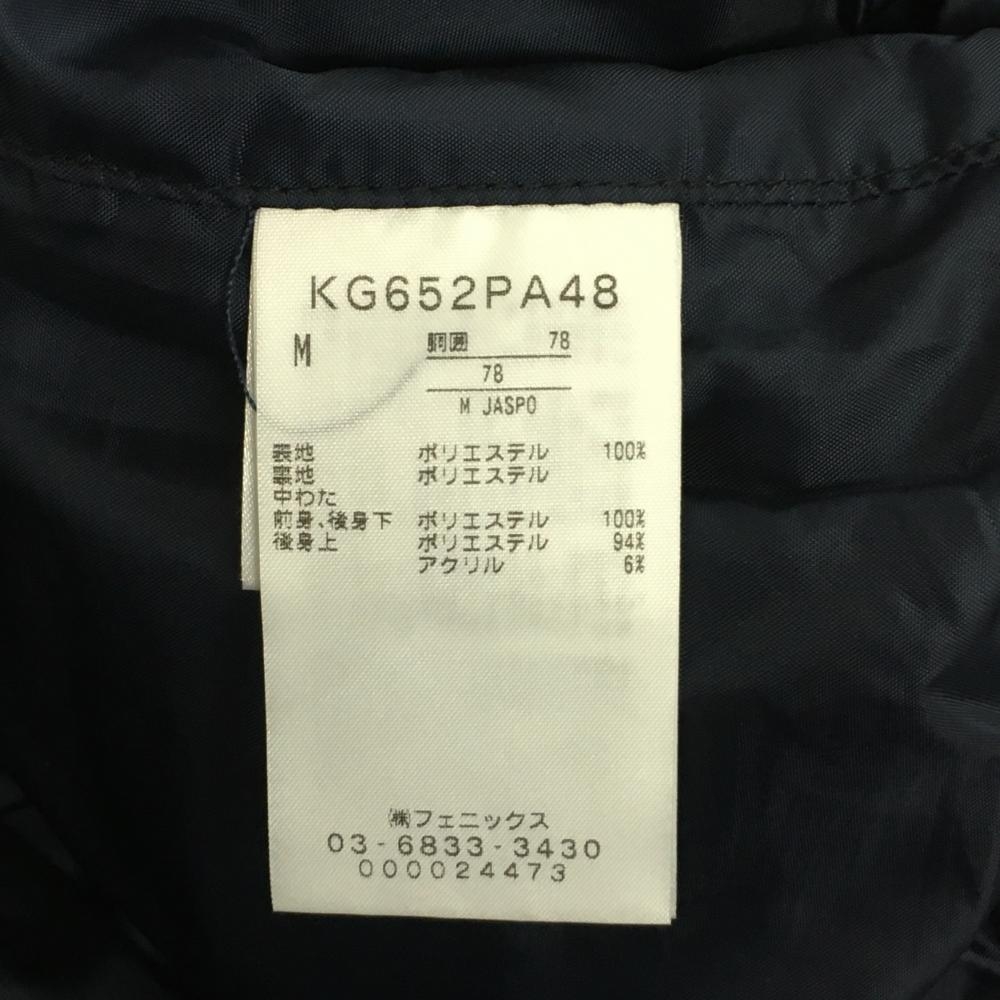 KG652PA48
M 胴囲 78
78
M JASPO
表地 ポリエステル 100%
裏地 ポリエステル
中わた
前身、後身下 ポリエステル 100%
後身上 ポリエステル 94%
アクリル 6%
㈱フェニックス
03-6833-3430
000024473